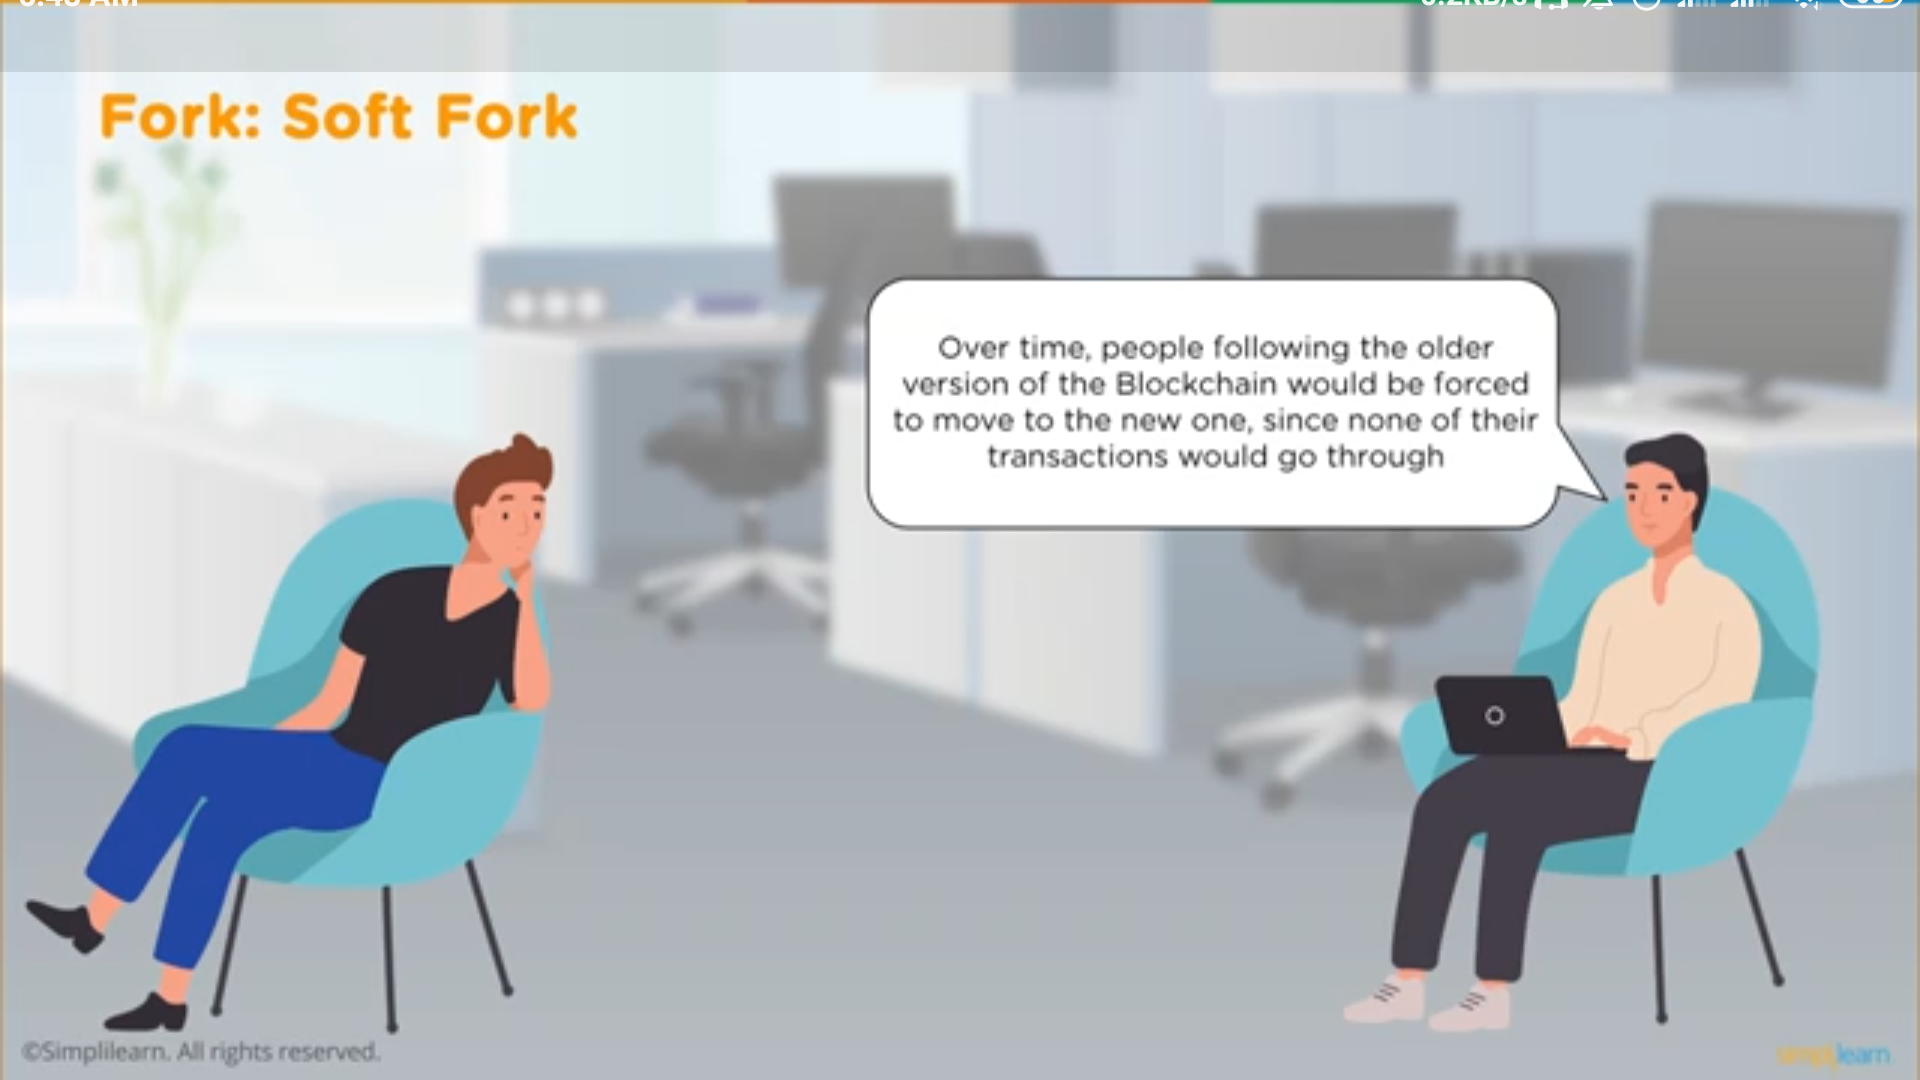 Fork: Soft Fork
Over time, people following the older
version of the Blockchain would be forced
to move to the new one, since none of their
transactions would go through
©Simplilearn. All rights reserved.
simplilearn